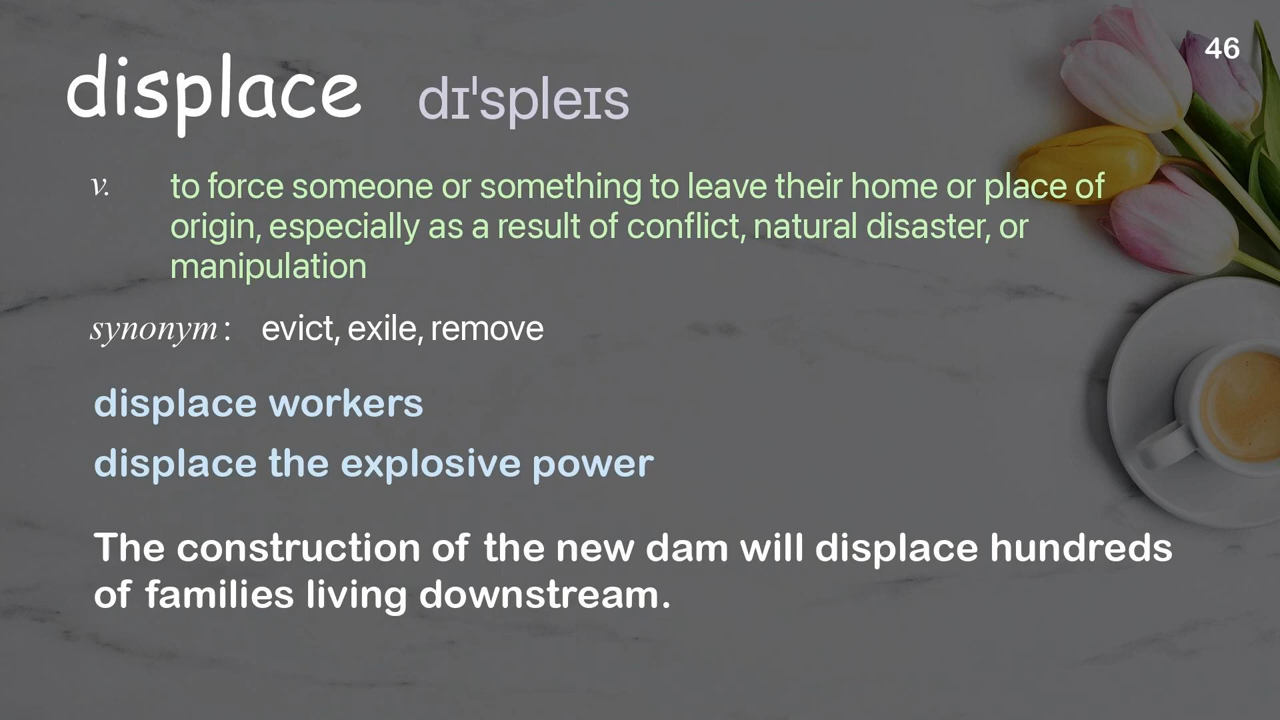 46
displace dɪˈspleɪs
v. to force someone or something to leave their home or place of
origin, especially as a result of conflict, natural disaster, or
manipulation
synonym : evict, exile, remove
displace workers
displace the explosive power
The construction of the new dam will displace hundreds
of families living downstream.